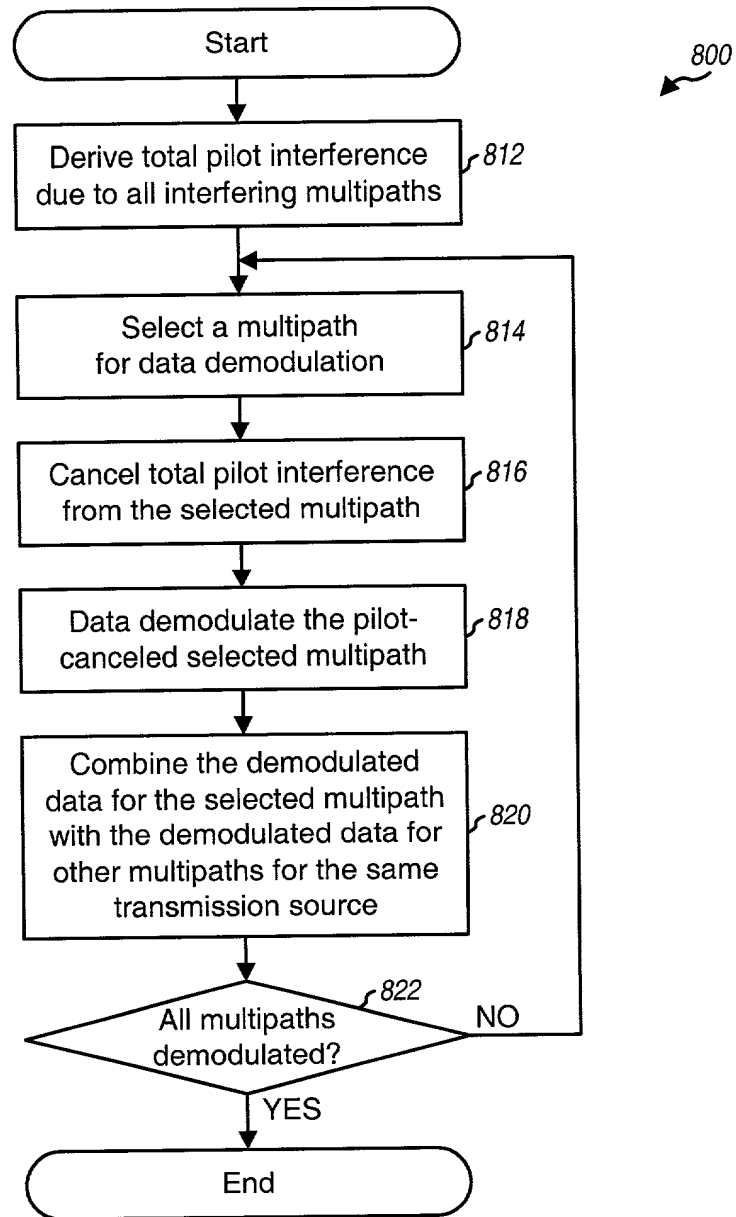 Start
800
Derive total pilot interference
due to all interfering multipaths
812
Select a multipath
for data demodulation
814
Cancel total pilot interference
from the selected multipath
816
Data demodulate the pilot-
canceled selected multipath
818
Combine the demodulated
data for the selected multipath
with the demodulated data for
other multipaths for the same
transmission source
820
822
All multipaths
demodulated?
NO
YES
End